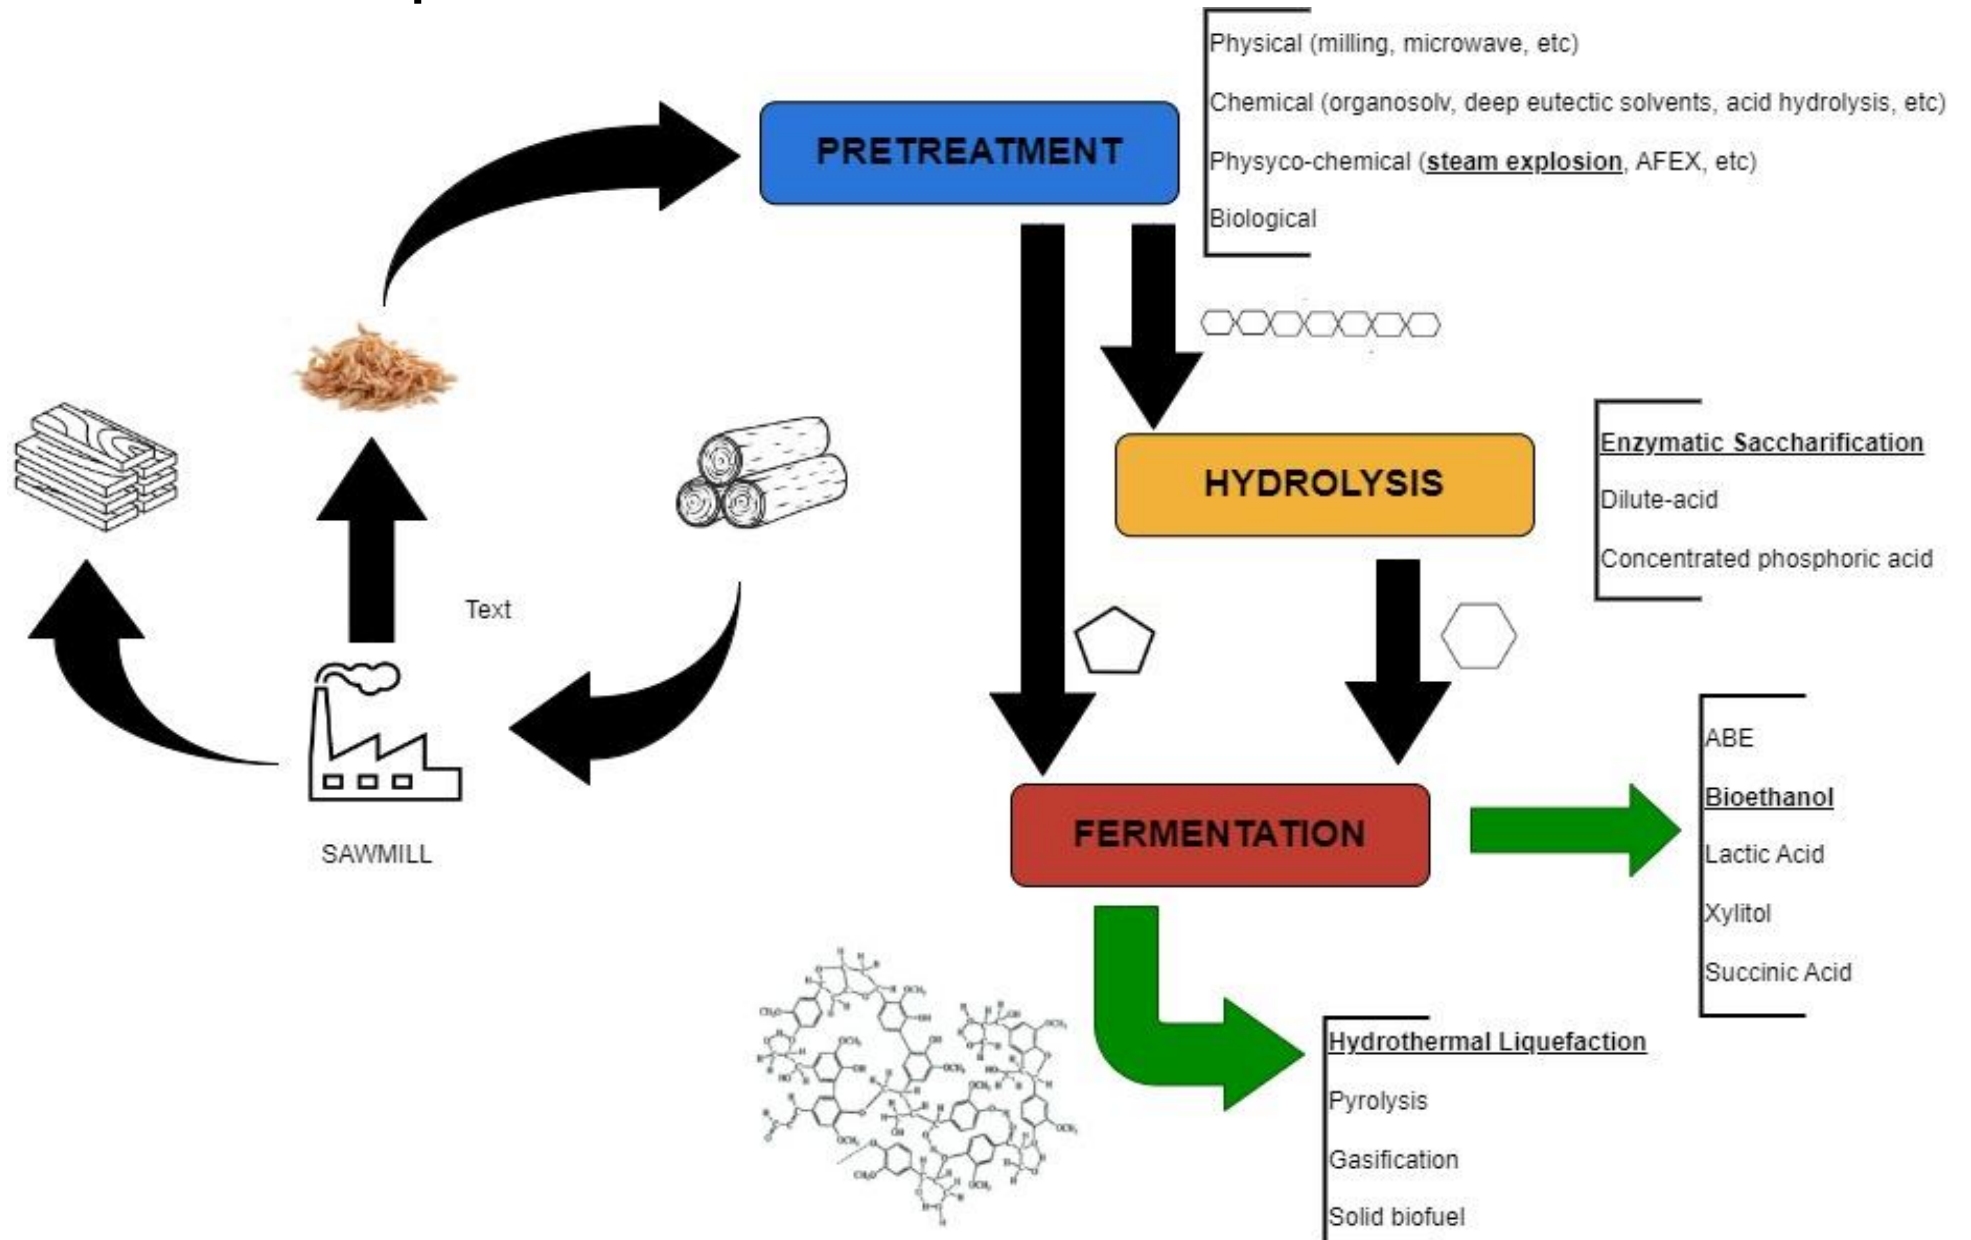 Physical (milling, microwave, etc)
Chemical (organosolv, deep eutectic solvents, acid hydrolysis, etc)
PRETREATMENT
Physyco-chemical (steam explosion, AFEX, etc)
Biological
HYDROLYSIS
Enzymatic Saccharification
Dilute-acid
Concentrated phosphoric acid
Text
SAWMILL
FERMENTATION
ABE
Bioethanol
Lactic Acid
Xylitol
Succinic Acid
Hydrothermal Liquefaction
Pyrolysis
Gasification
Solid biofuel